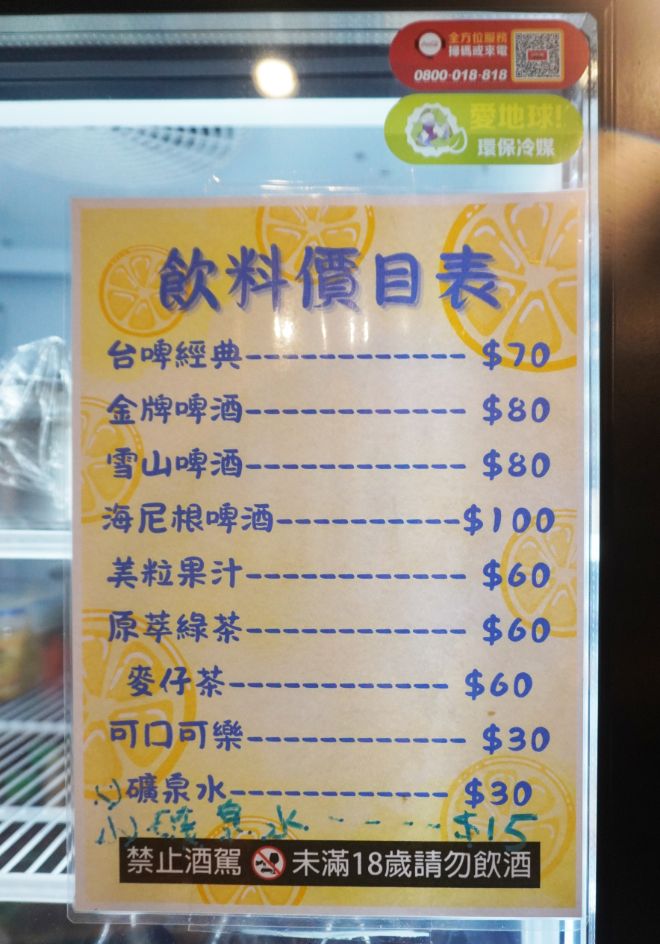 全方位服務
掃碼或來電
0800-018-818
愛地球!
環保冷媒
飲料價目表
台啤經典------------ $70
金牌啤酒------------ $80
雪山啤酒------------ $80
海尼根啤酒----------$100
美粒果汁------------ $60
原萃綠茶------------ $60
麥仔茶------------ $60
可口可樂------------ $30
礦泉水------------ $30
小)礦泉水----$15
禁止酒駕 未滿18歲請勿飲酒